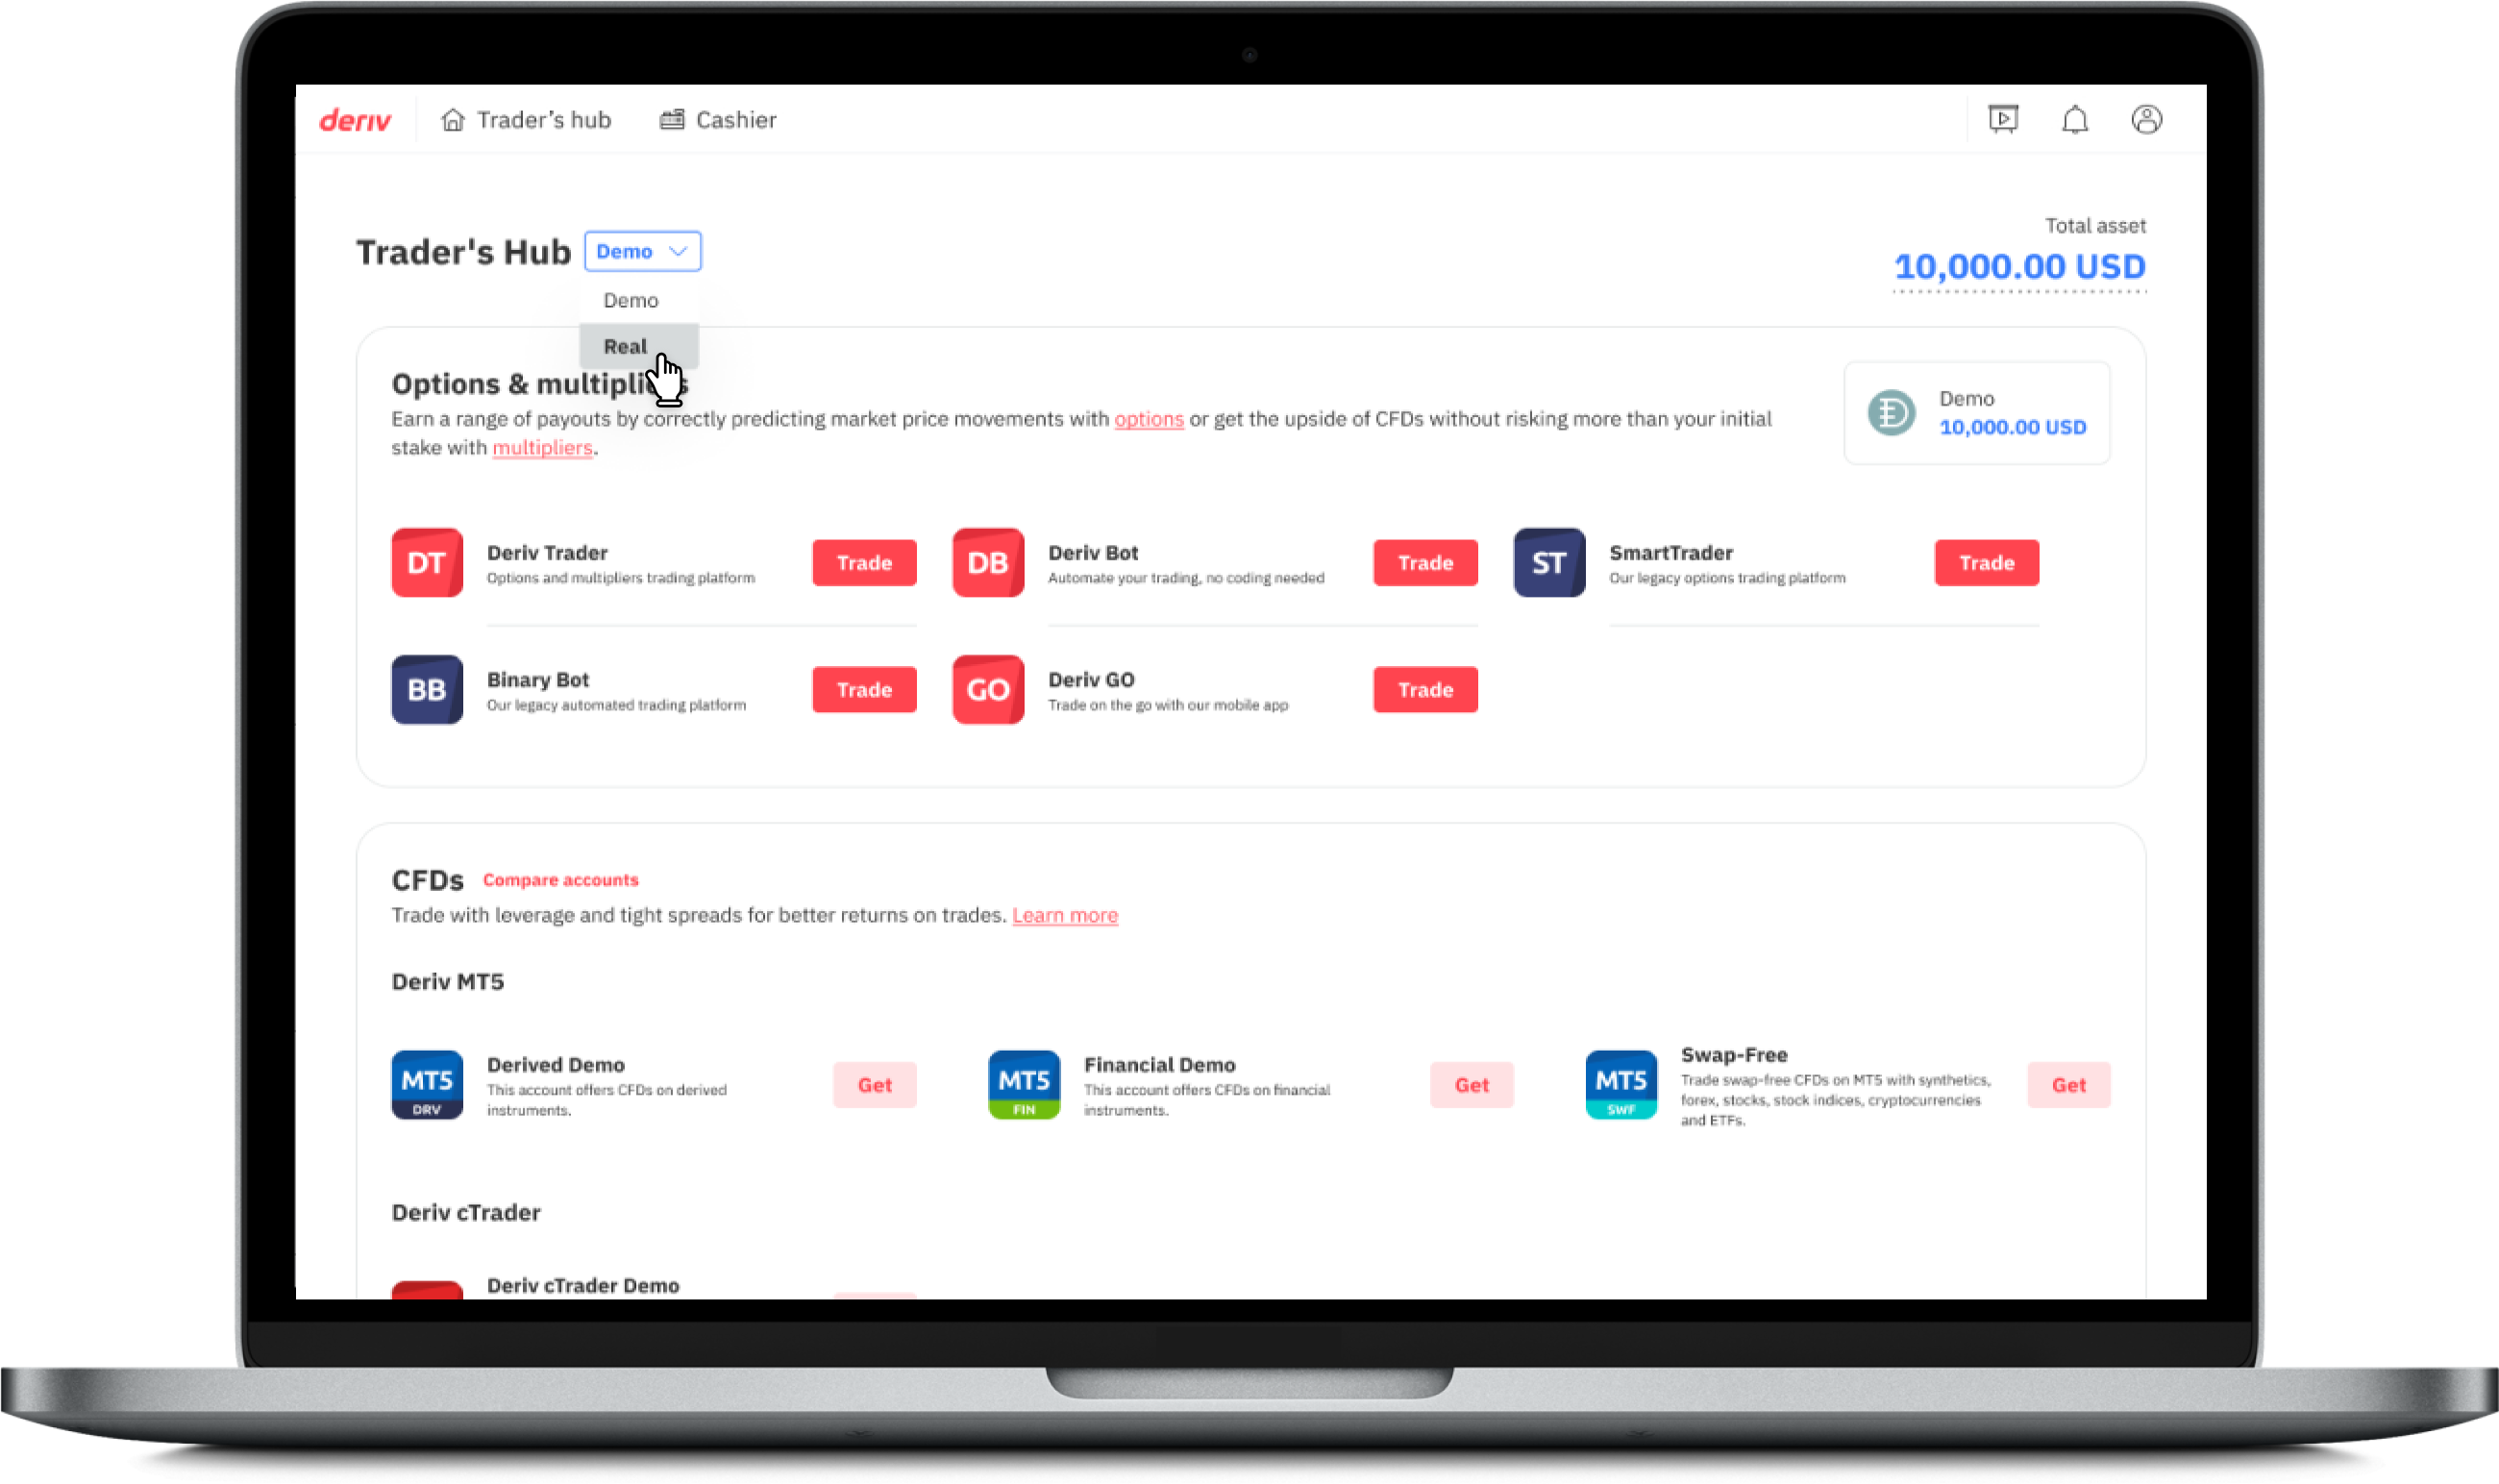 deriv
Trader's hub
Cashier
Total asset
Trader's Hub
Demo
10,000.00 USD
Demo
Real
Options & multipliers
Earn a range of payouts by correctly predicting market price movements with options or get the upside of CFDs without risking more than your initial
stake with multipliers.
Demo
10,000.00 USD
DT
Deriv Trader
Options and multipliers trading platform
Trade
DB
Deriv Bot
Automate your trading, no coding needed
Trade
ST
SmartTrader
Our legacy options trading platform
Trade
BB
Binary Bot
Our legacy automated trading platform
Trade
GO
Deriv GO
Trade on the go with our mobile app
Trade
CFDs
Compare accounts
Trade with leverage and tight spreads for better returns on trades. Learn more
Deriv MT5
MT5
DRV
Derived Demo
This account offers CFDs on derived
instruments.
Get
MT5
FIN
Financial Demo
This account offers CFDs on financial
instruments.
Get
MT5
SWF
Swap-Free
Trade swap-free CFDs on MT5 with synthetics,
forex, stocks, stock indices, cryptocurrencies
and ETFs.
Get
Deriv cTrader
Deriv cTrader Demo